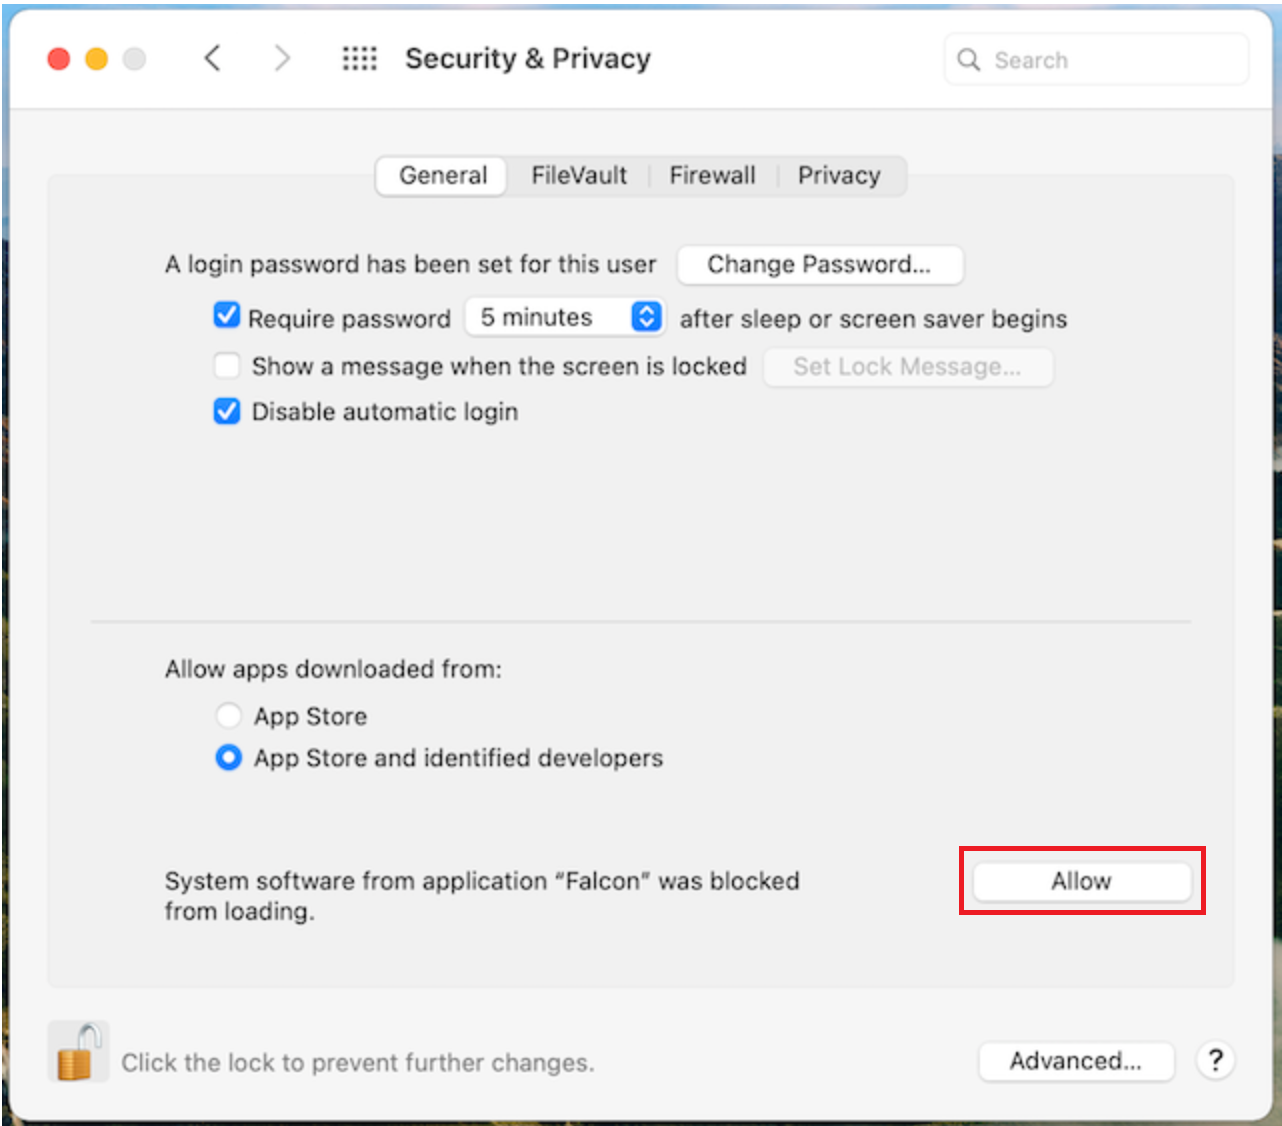 Security & Privacy
Search
General
FileVault
Firewall
Privacy
A login password has been set for this user
Change Password...
Require password
5 minutes
after sleep or screen saver begins
Show a message when the screen is locked
Set Lock Message...
Disable automatic login
Allow apps downloaded from:
App Store
App Store and identified developers
System software from application “Falcon” was blocked
from loading.
Allow
Click the lock to prevent further changes.
Advanced...
?